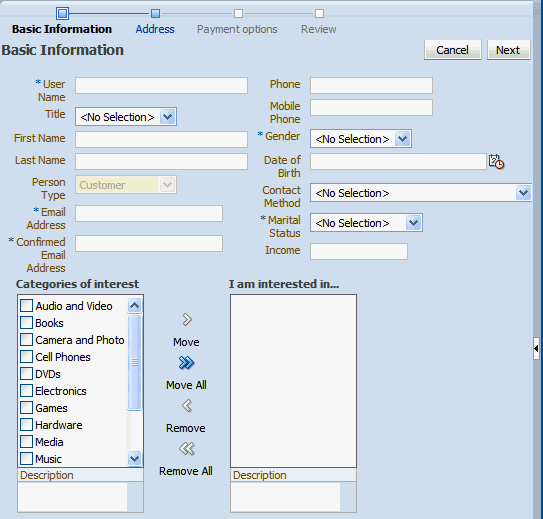 Basic Information Address Payment options Review
Basic Information
Cancel Next
* User
Name
Title <No Selection>
First Name
Last Name
Person
Type Customer
* Email
Address
* Confirmed
Email
Address
Phone
Mobile
Phone
* Gender <No Selection>
Date of
Birth
Contact
Method <No Selection>
* Marital
Status <No Selection>
Income
Categories of interest
Audio and Video
Books
Camera and Photo
Cell Phones
DVDs
Electronics
Games
Hardware
Media
Music
Description
Move
Move All
Remove
Remove All
I am interested in...
Description